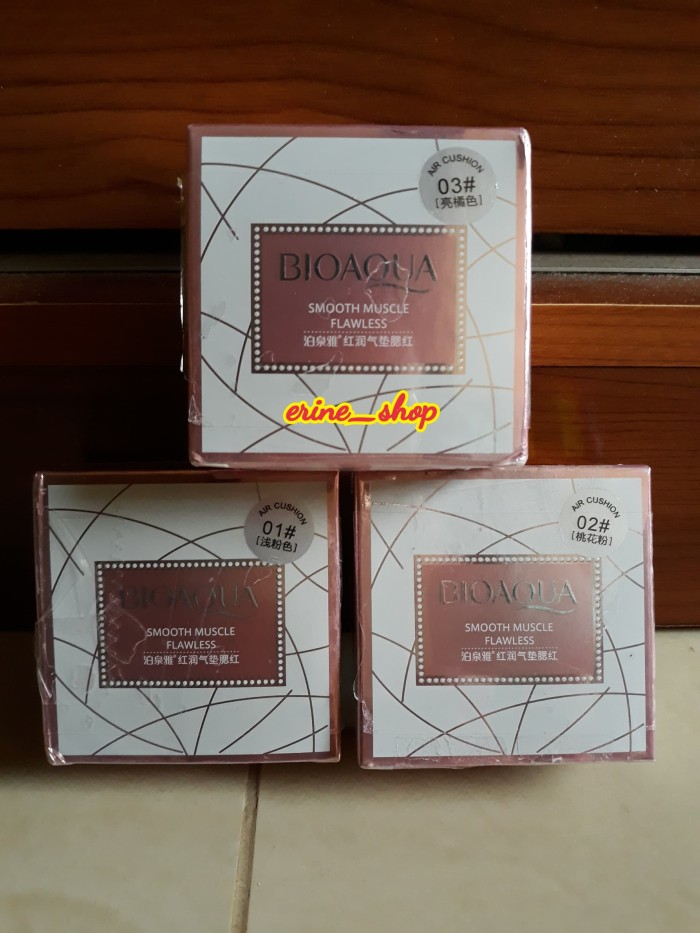 AIR CUSHION
03#
[亮橘色]
BIOAQUA
SMOOTH MUSCLE
FLAWLESS
泊泉雅®红润气垫腮红
erine_shop
AIR CUSHION
01#
[浅粉色]
BIOAQUA
SMOOTH MUSCLE
FLAWLESS
泊泉雅®红润气垫腮红
AIR CUSHION
02#
[桃花粉]
BIOAQUA
SMOOTH MUSCLE
FLAWLESS
泊泉雅®红润气垫腮红